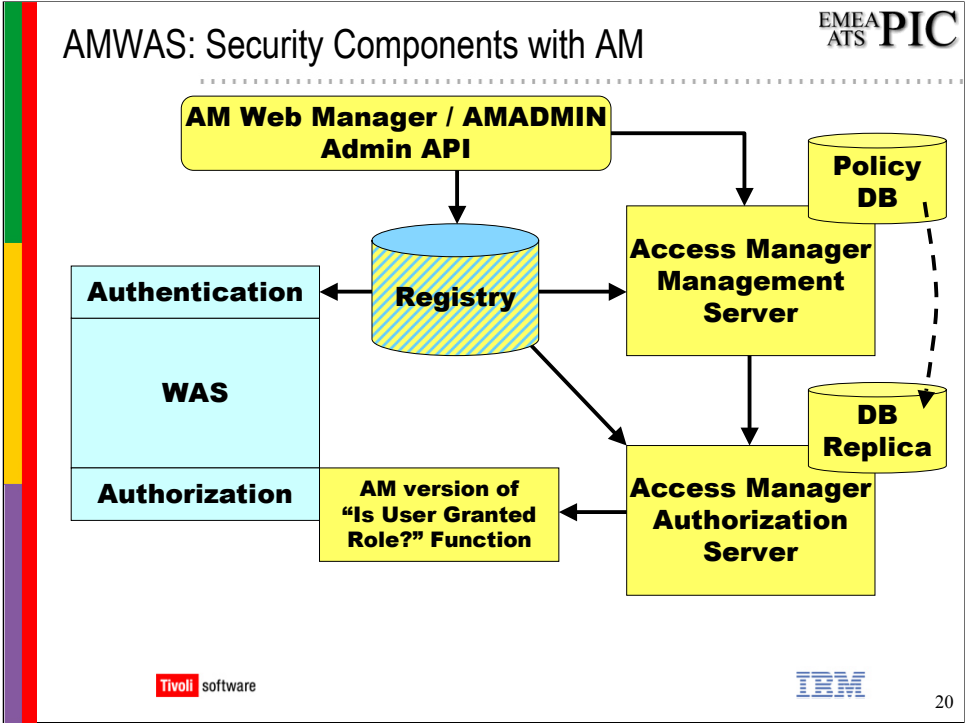 AMWAS: Security Components with AM
EMEA
ATS PIC
AM Web Manager / AMADMIN
Admin API
Policy
DB
Access Manager
Management
Server
Registry
Authentication
WAS
Authorization
AM version of
“Is User Granted
Role?” Function
DB
Replica
Access Manager
Authorization
Server
Tivoli software
IBM
20